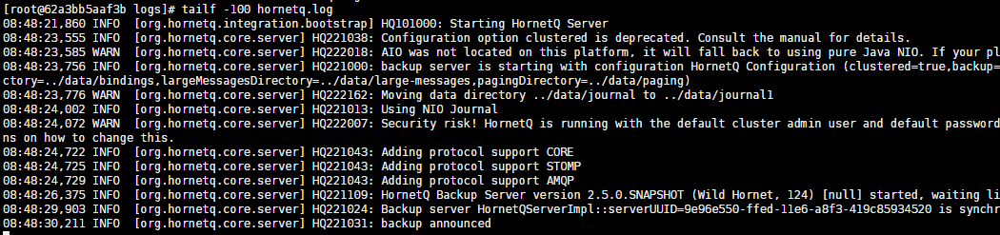 [root@62a3bb5aaf3b logs]# tailf -100 hornetq.log
08:48:21,860 INFO  [org.hornetq.integration.bootstrap] HQ101000: Starting HornetQ Server
08:48:23,555 INFO  [org.hornetq.core.server] HQ221038: Configuration option clustered is deprecated. Consult the manual for details.
08:48:23,585 WARN  [org.hornetq.core.server] HQ222018: AIO was not located on this platform, it will fall back to using pure Java NIO. If your pl
08:48:23,756 INFO  [org.hornetq.core.server] HQ221000: backup server is starting with configuration HornetQ Configuration (clustered=true,backup=
ctory=../data/bindings,largeMessagesDirectory=../data/large-messages,pagingDirectory=../data/paging)
08:48:23,776 WARN  [org.hornetq.core.server] HQ222162: Moving data directory ../data/journal to ../data/journal1
08:48:24,002 INFO  [org.hornetq.core.server] HQ221013: Using NIO Journal
08:48:24,072 WARN  [org.hornetq.core.server] HQ222007: Security risk! HornetQ is running with the default cluster admin user and default password
ns on how to change this.
08:48:24,722 INFO  [org.hornetq.core.server] HQ221043: Adding protocol support CORE
08:48:24,725 INFO  [org.hornetq.core.server] HQ221043: Adding protocol support STOMP
08:48:24,729 INFO  [org.hornetq.core.server] HQ221043: Adding protocol support AMQP
08:48:26,375 INFO  [org.hornetq.core.server] HQ221109: HornetQ Backup Server version 2.5.0.SNAPSHOT (Wild Hornet, 124) [null] started, waiting li
08:48:29,903 INFO  [org.hornetq.core.server] HQ221024: Backup server HornetQServerImpl::serverUUID=9e96e550-ffed-11e6-a8f3-419c85934520 is synchr
08:48:30,211 INFO  [org.hornetq.core.server] HQ221031: backup announced